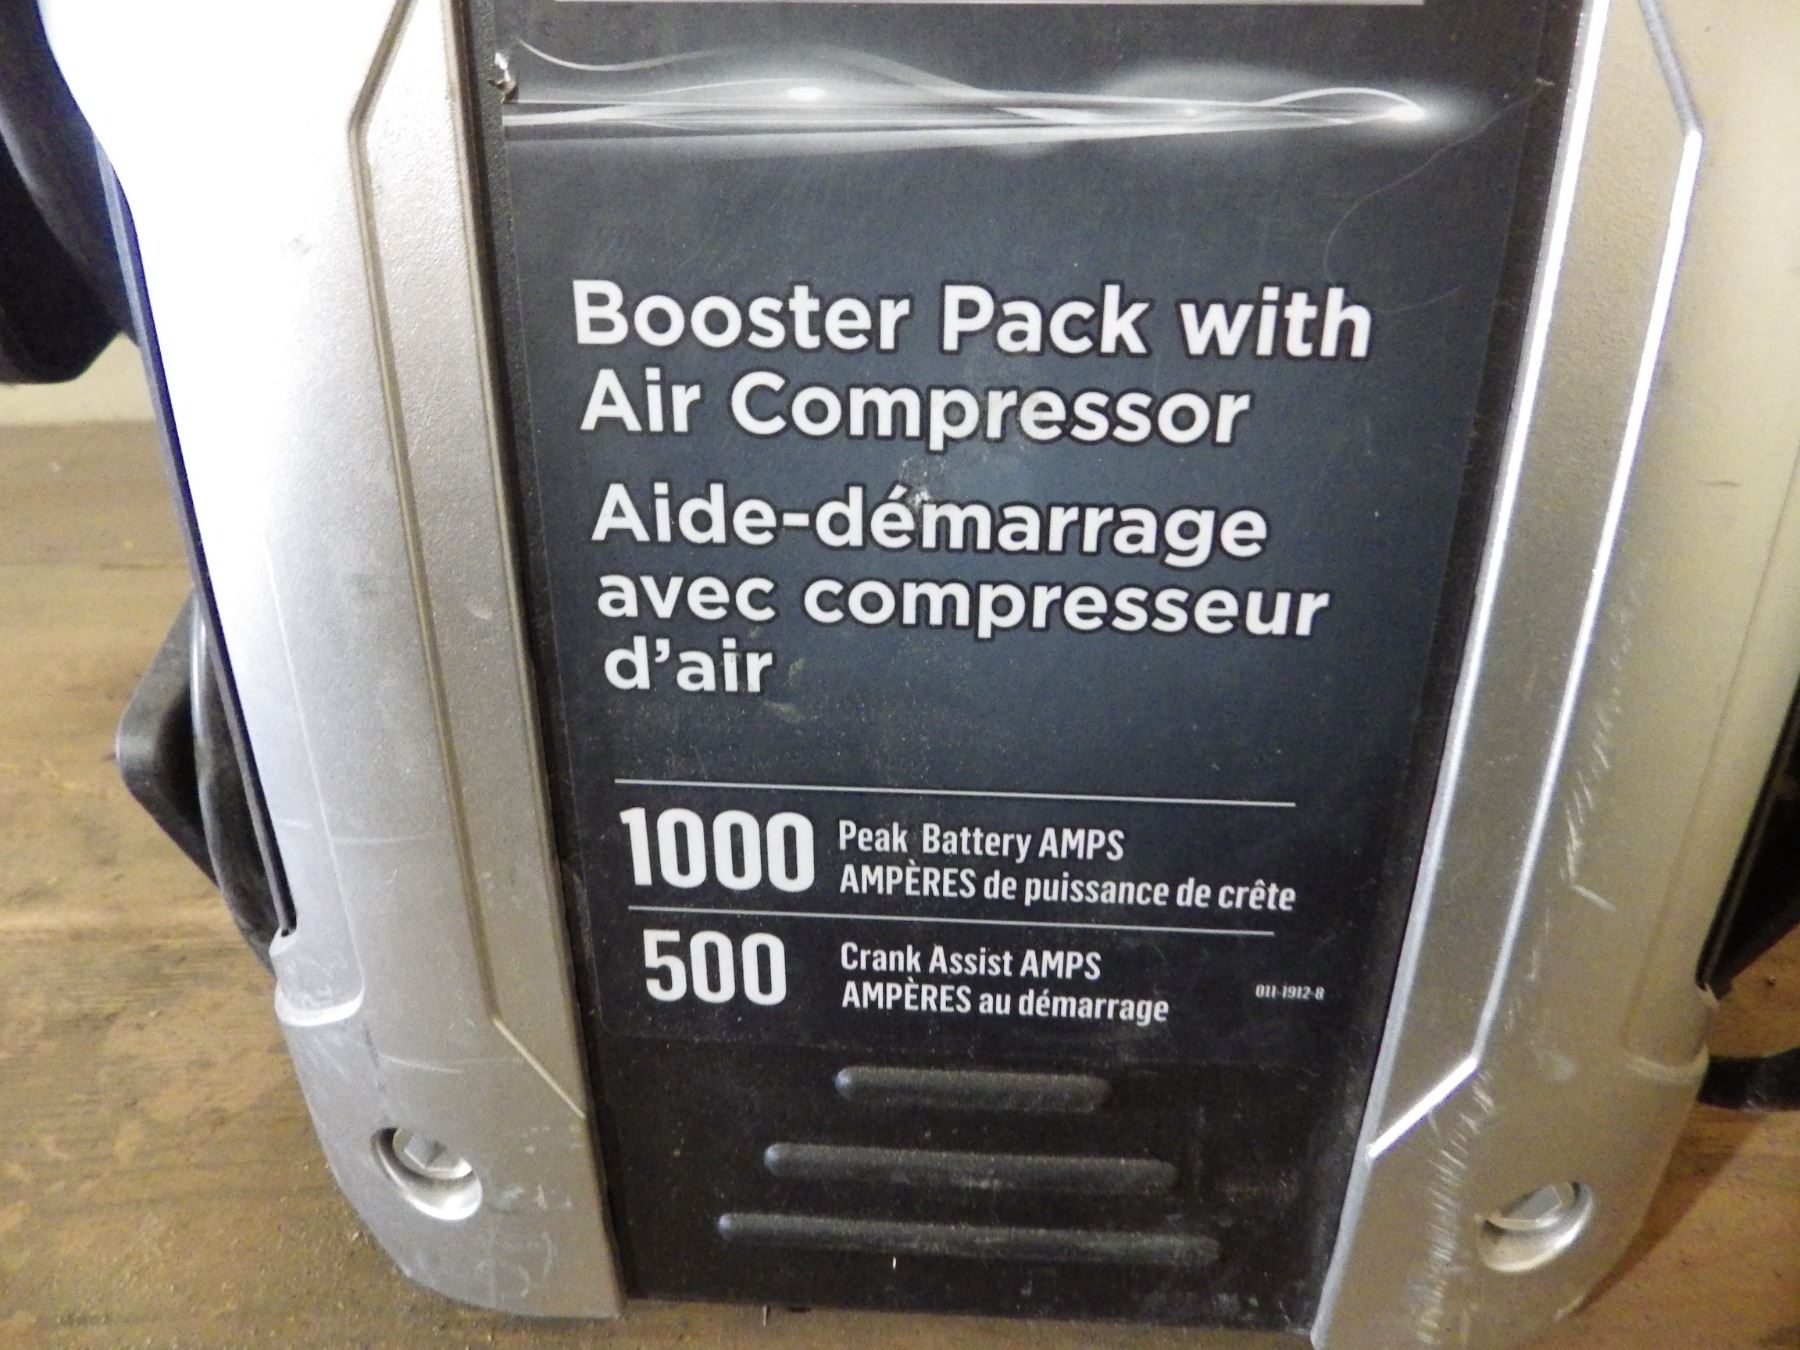 Booster Pack with
Air Compressor
Aide-démarrage
avec compresseur
d'air
1000 Peak Battery AMPS
AMPÈRES de puissance de crête
500 Crank Assist AMPS
AMPÈRES au démarrage
011-1912-8